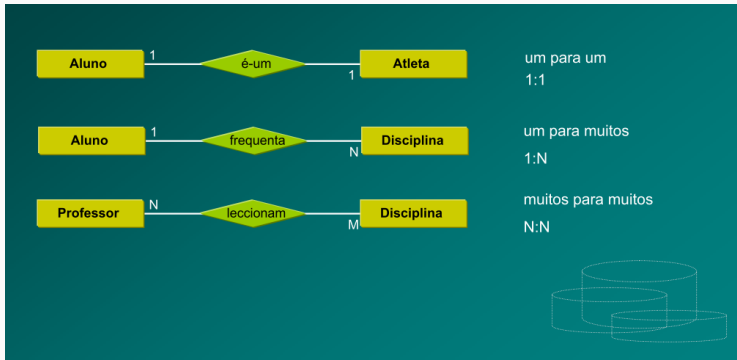 Aluno 1 é-um 1 Atleta um para um
1:1
Aluno 1 frequenta N Disciplina um para muitos
1:N
Professor N leccionam M Disciplina muitos para muitos
N:N